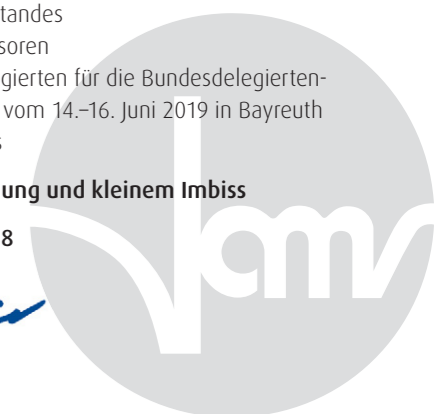 tandes
soren
gierten für die Bundesdelegierten-
vom 14.–16. Juni 2019 in Bayreuth
s
ung und kleinem Imbiss
8